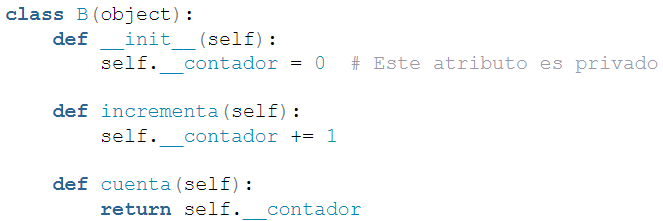 class B(object):
    def __init__(self):
        self.__contador = 0  # Este atributo es privado

    def incrementa(self):
        self.__contador += 1

    def cuenta(self):
        return self.__contador